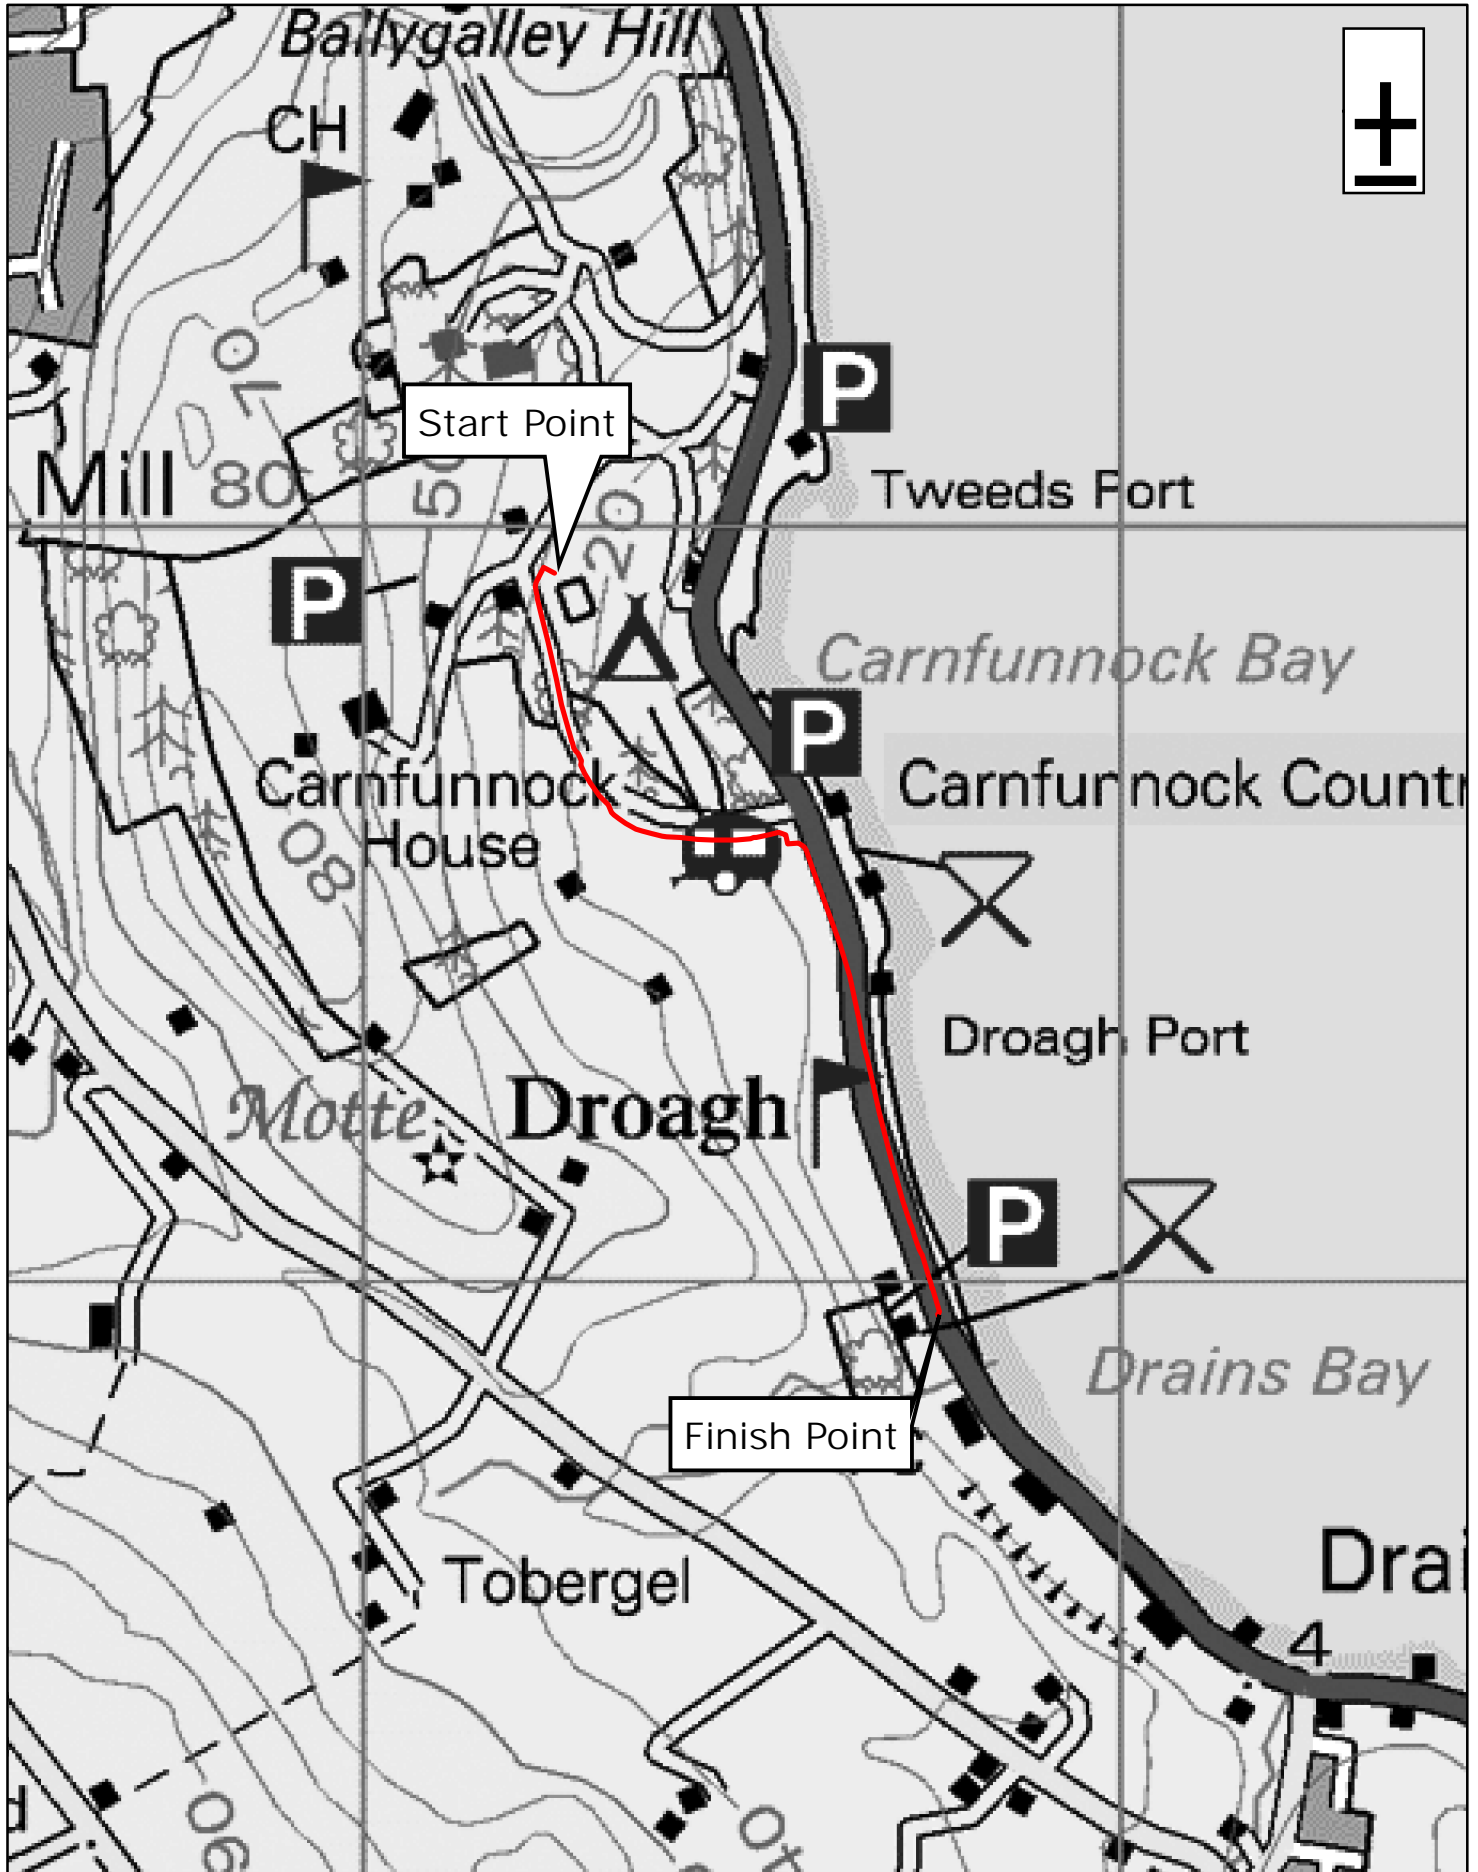 Ballygalley Hill
CH
70
P
Start Point
Mill
80
50
Tweeds Port
20
P
Carnfunnock Bay
P
Carnfunnock
House
Carnfunnock Countr
80
Droagh Port
Motte
Droagh
P
Drains Bay
Finish Point
Tobergel
Drai
4
d
90
40